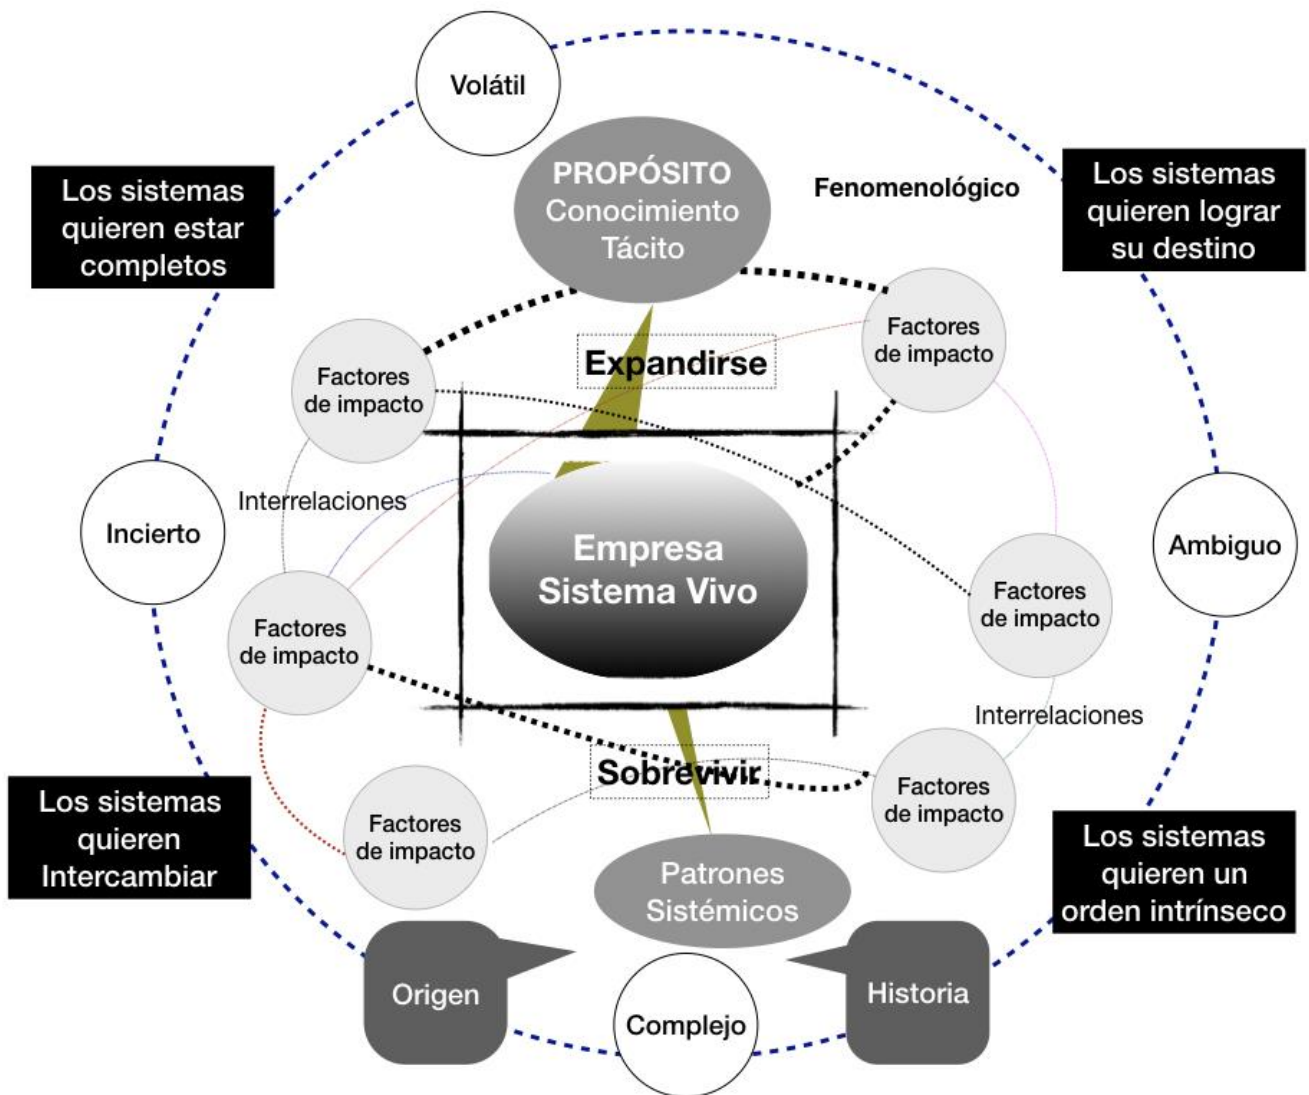 Volátil
Los sistemas
quieren estar
completos
PROPÓSITO
Conocimiento
Tácito
Fenomenológico
Los sistemas
quieren lograr
su destino
Factores
de impacto
Expandirse
Factores
de impacto
Interrelaciones
Incierto
Empresa
Sistema Vivo
Ambiguo
Factores
de impacto
Factores
de impacto
Interrelaciones
Sobrevivir
Factores
de impacto
Factores
de impacto
Los sistemas
quieren
Intercambiar
Los sistemas
quieren un
orden intrínseco
Patrones
Sistémicos
Origen
Historia
Complejo